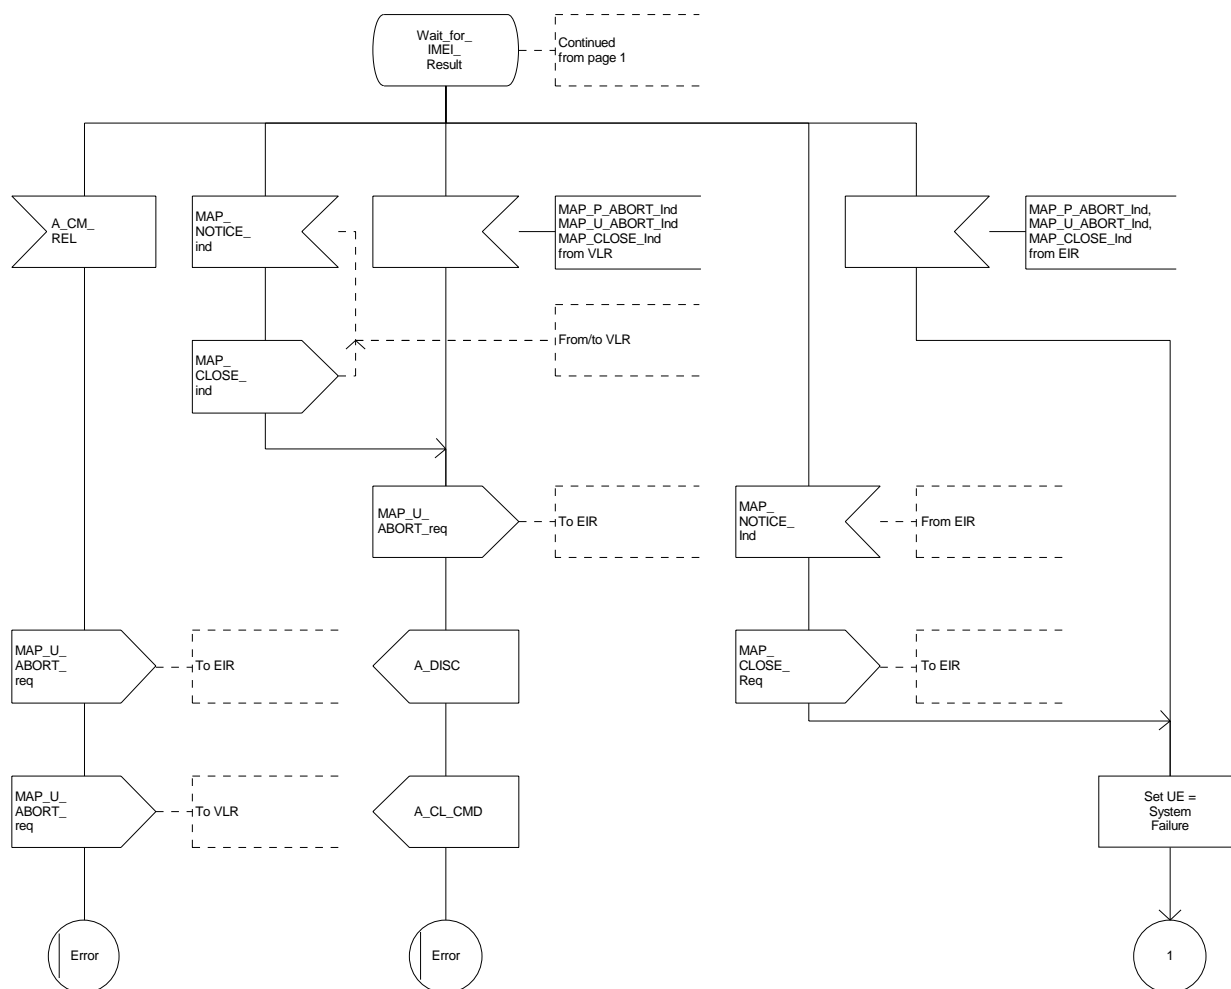 Wait_for_
IMEI_
Result
Continued
from page 1
A_CM_
REL
MAP_
NOTICE_
ind
MAP_P_ABORT_Ind
MAP_U_ABORT_Ind
MAP_CLOSE_Ind
from VLR
MAP_P_ABORT_Ind,
MAP_U_ABORT_Ind,
MAP_CLOSE_Ind
from EIR
MAP_
CLOSE_
ind
From/to VLR
MAP_U_
ABORT_req
To EIR
MAP_
NOTICE_
Ind
From EIR
MAP_U_
ABORT_
req
To EIR
A_DISC
MAP_
CLOSE_
Req
To EIR
MAP_U_
ABORT_
req
To VLR
A_CL_CMD
Set UE =
System
Failure
Error
Error
1